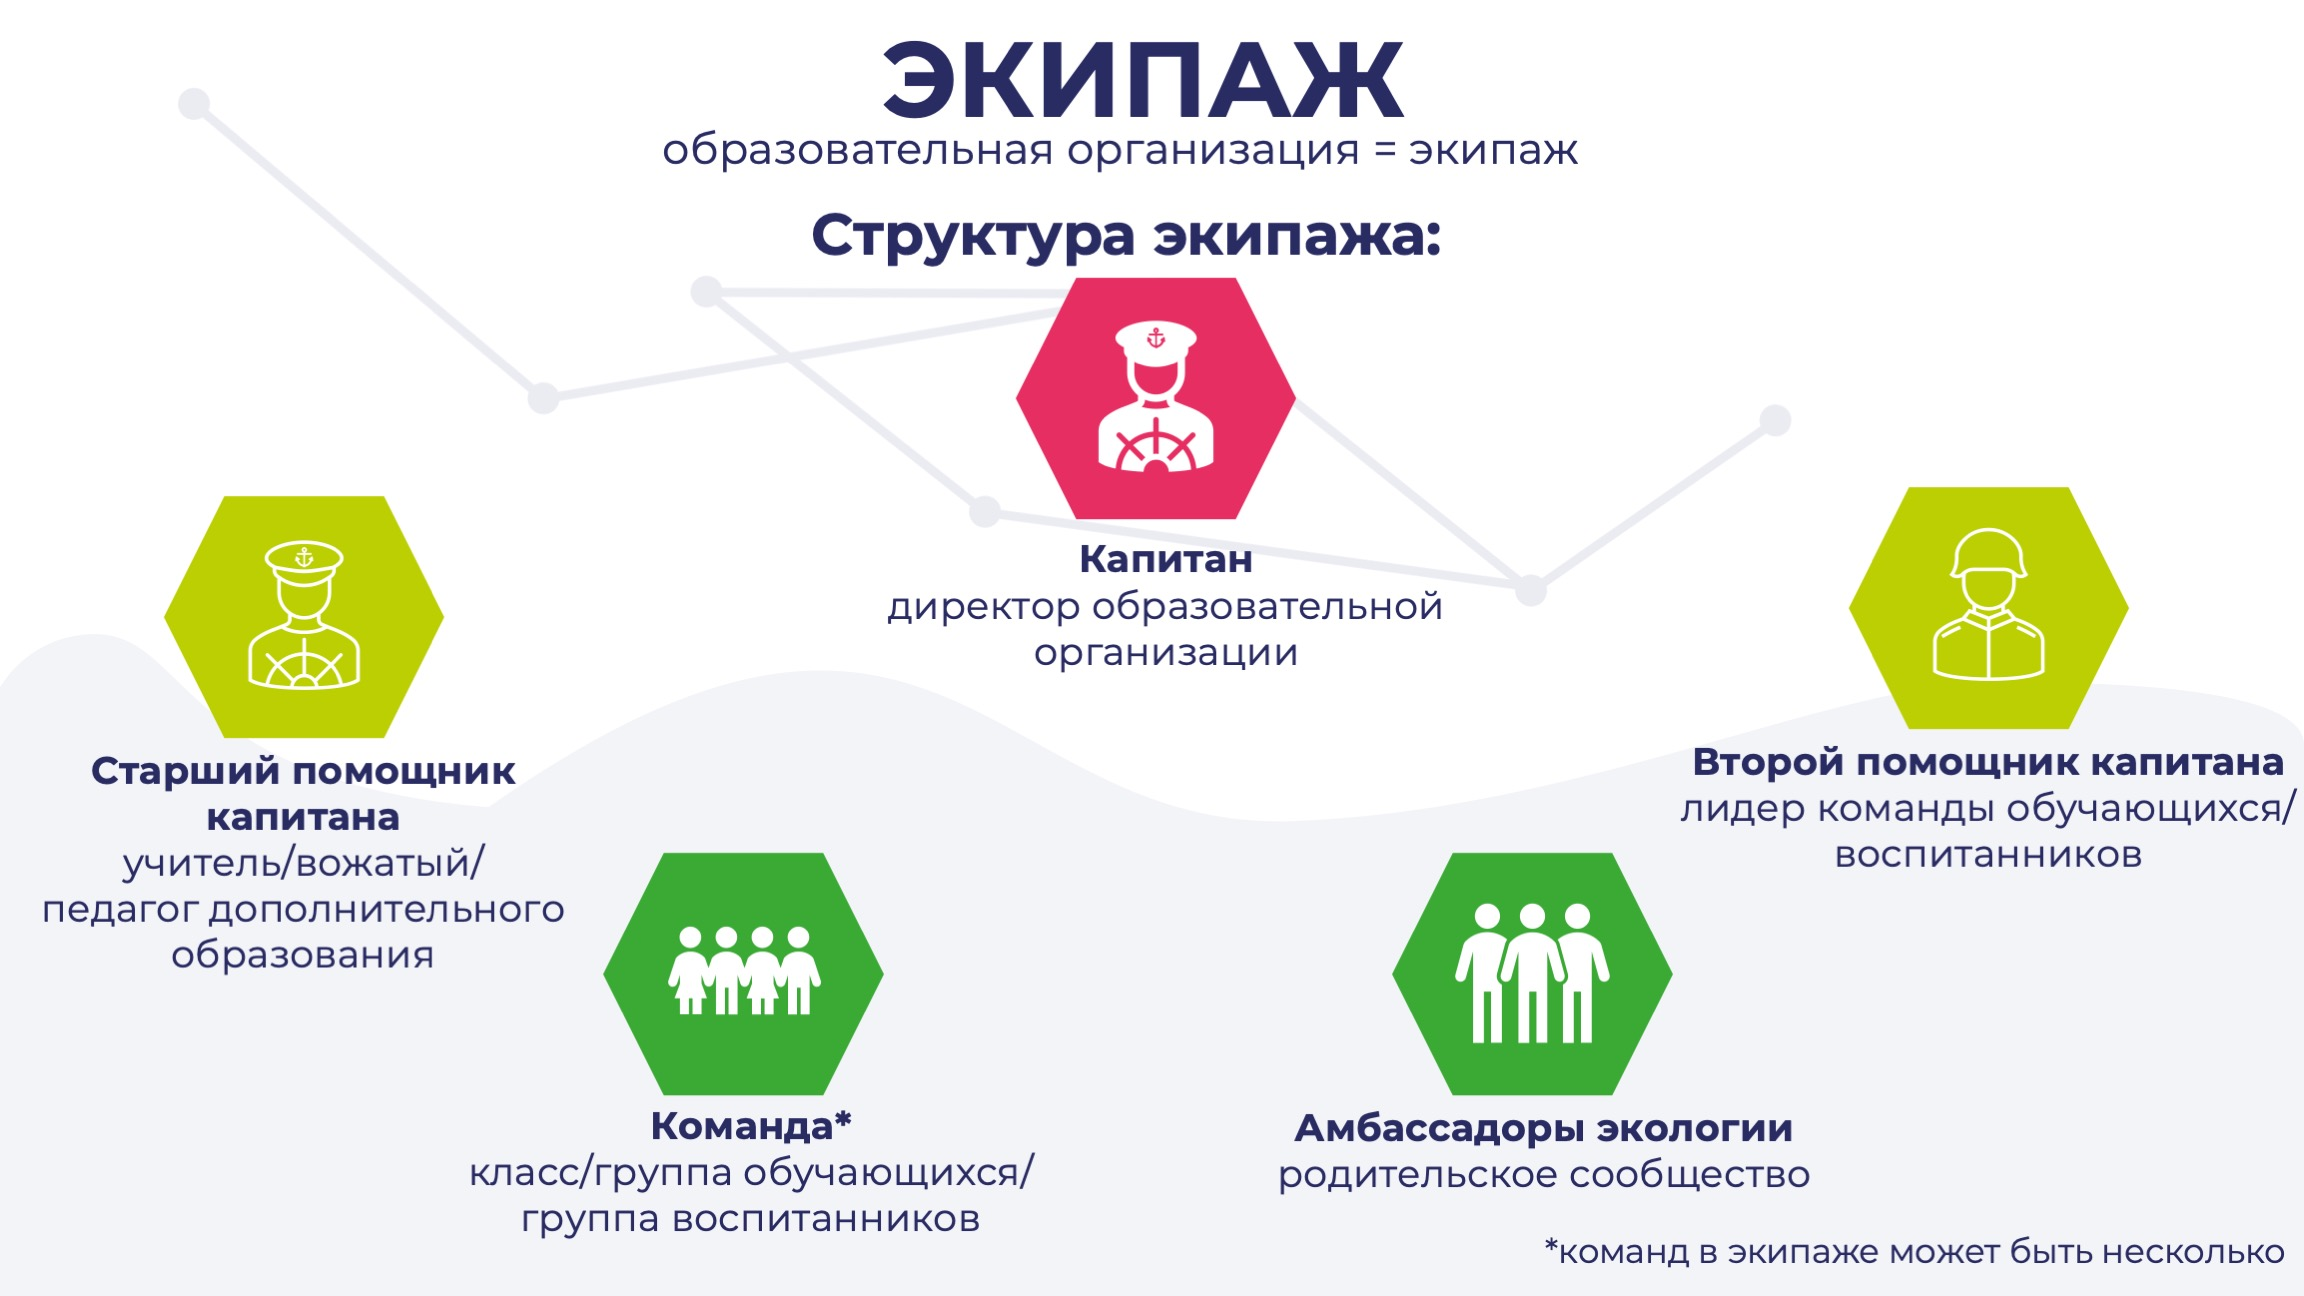 ЭКИПАЖ
образовательная организация = экипаж
Структура экипажа:
Капитан
директор образовательной
организации
Старший помощник
капитана
учитель/вожатый/
педагог дополнительного
образования
Второй помощник капитана
лидер команды обучающихся/
воспитанников
Команда*
класс/группа обучающихся/
группа воспитанников
Амбассадоры экологии
родительское сообщество
*команд в экипаже может быть несколько